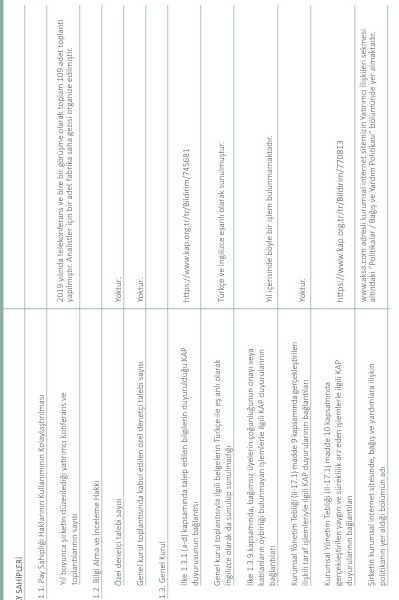 Y SAHİPLERİ
1.1. Pay Sahipliği Haklarının Kullanımının Kolaylaştırılması
Yıl boyunca şirketin düzenlediği yatırımcı konferans ve
toplantılarının sayısı
2019 yılında telekonferans ve bire bir görüşme olarak toplam 109 adet toplantı
yapılmıştır. Analistler için bir adet fabrika saha gezisi organize edilmiştir.
1.2. Bilgi Alma ve İnceleme Hakkı
Özel denetçi talebi sayısı
Yoktur.
Genel kurul toplantısında kabul edilen özel denetçi talebi sayısı
Yoktur.
1.3. Genel Kurul
İlke 1.3.1 (a-d) kapsamında talep edilen bilgilerin duyurulduğu KAP
duyurusunun bağlantısı
https://www.kap.org.tr/tr/Bildirim/745681
Genel kurul toplantısıyla ilgili belgelerin Türkçe ile eş anlı olarak
İngilizce olarak da sunulup sunulmadığı
Türkçe ve İngilizce eşanlı olarak sunulmuştur.
İlke 1.3.9 kapsamında, bağımsız üyelerin çoğunluğunun onayı veya
katılanların oybirliği bulunmayan işlemlerle ilgili KAP duyurularının
bağlantıları
Yıl içerisinde böyle bir işlem bulunmamaktadır.
Kurumsal Yönetim Tebliği (II-17.1) madde 9 kapsamında gerçekleştirilen
ilişkili taraf işlemleriyle ilgili KAP duyurularının bağlantıları
Yoktur.
Kurumsal Yönetim Tebliği (II-17.1) madde 10 kapsamında
gerçekleştirilen yaygın ve süreklilik arz eden işlemlerle ilgili KAP
duyurularının bağlantıları
https://www.kap.org.tr/tr/Bildirim/770813
Şirketin kurumsal internet sitesinde, bağış ve yardımlara ilişkin
politikanın yer aldığı bölümün adı
www.aksa.com adresli kurumsal internet sitemizin Yatırımcı İlişkileri sekmesi
altındaki "Politikalar / Bağış ve Yardım Politikası" bölümünde yer almaktadır.